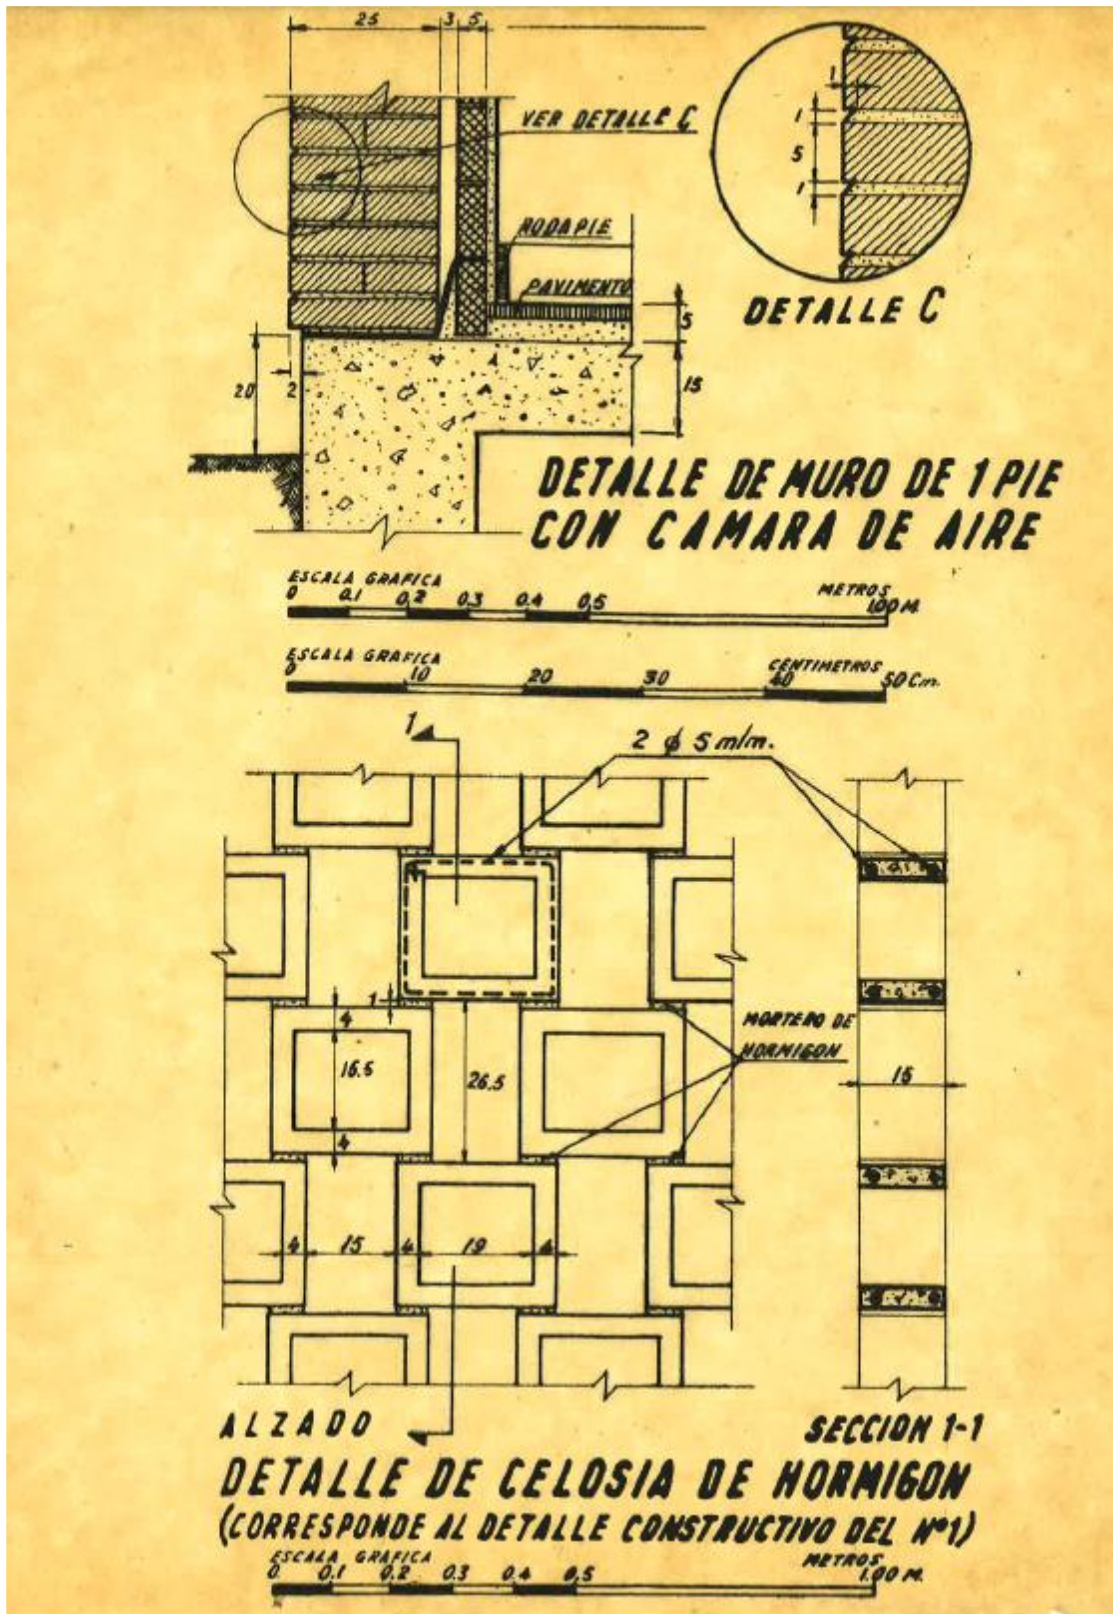 25 3 5
VER DETALLE C
1
1
5
1
RODAPIE
PAVIMENTO
DETALLE C
5
20 2 15
DETALLE DE MURO DE 1 PIE
CON CAMARA DE AIRE
ESCALA GRAFICA METROS
0 0.1 0.2 0.3 0.4 0.5 1.00 M.
ESCALA GRAFICA CENTIMETROS
0 10 20 30 40 50 Cm.
1
2 ϕ 5 m/m.
1
4
MORTERO DE
HORMIGON
16.5 26.5 15
4
4 15 4 19 4
ALZADO SECCION 1-1
DETALLE DE CELOSIA DE HORMIGON
(CORRESPONDE AL DETALLE CONSTRUCTIVO DEL Nº1)
ESCALA GRAFICA METROS
0 0.1 0.2 0.3 0.4 0.5 1.00 M.